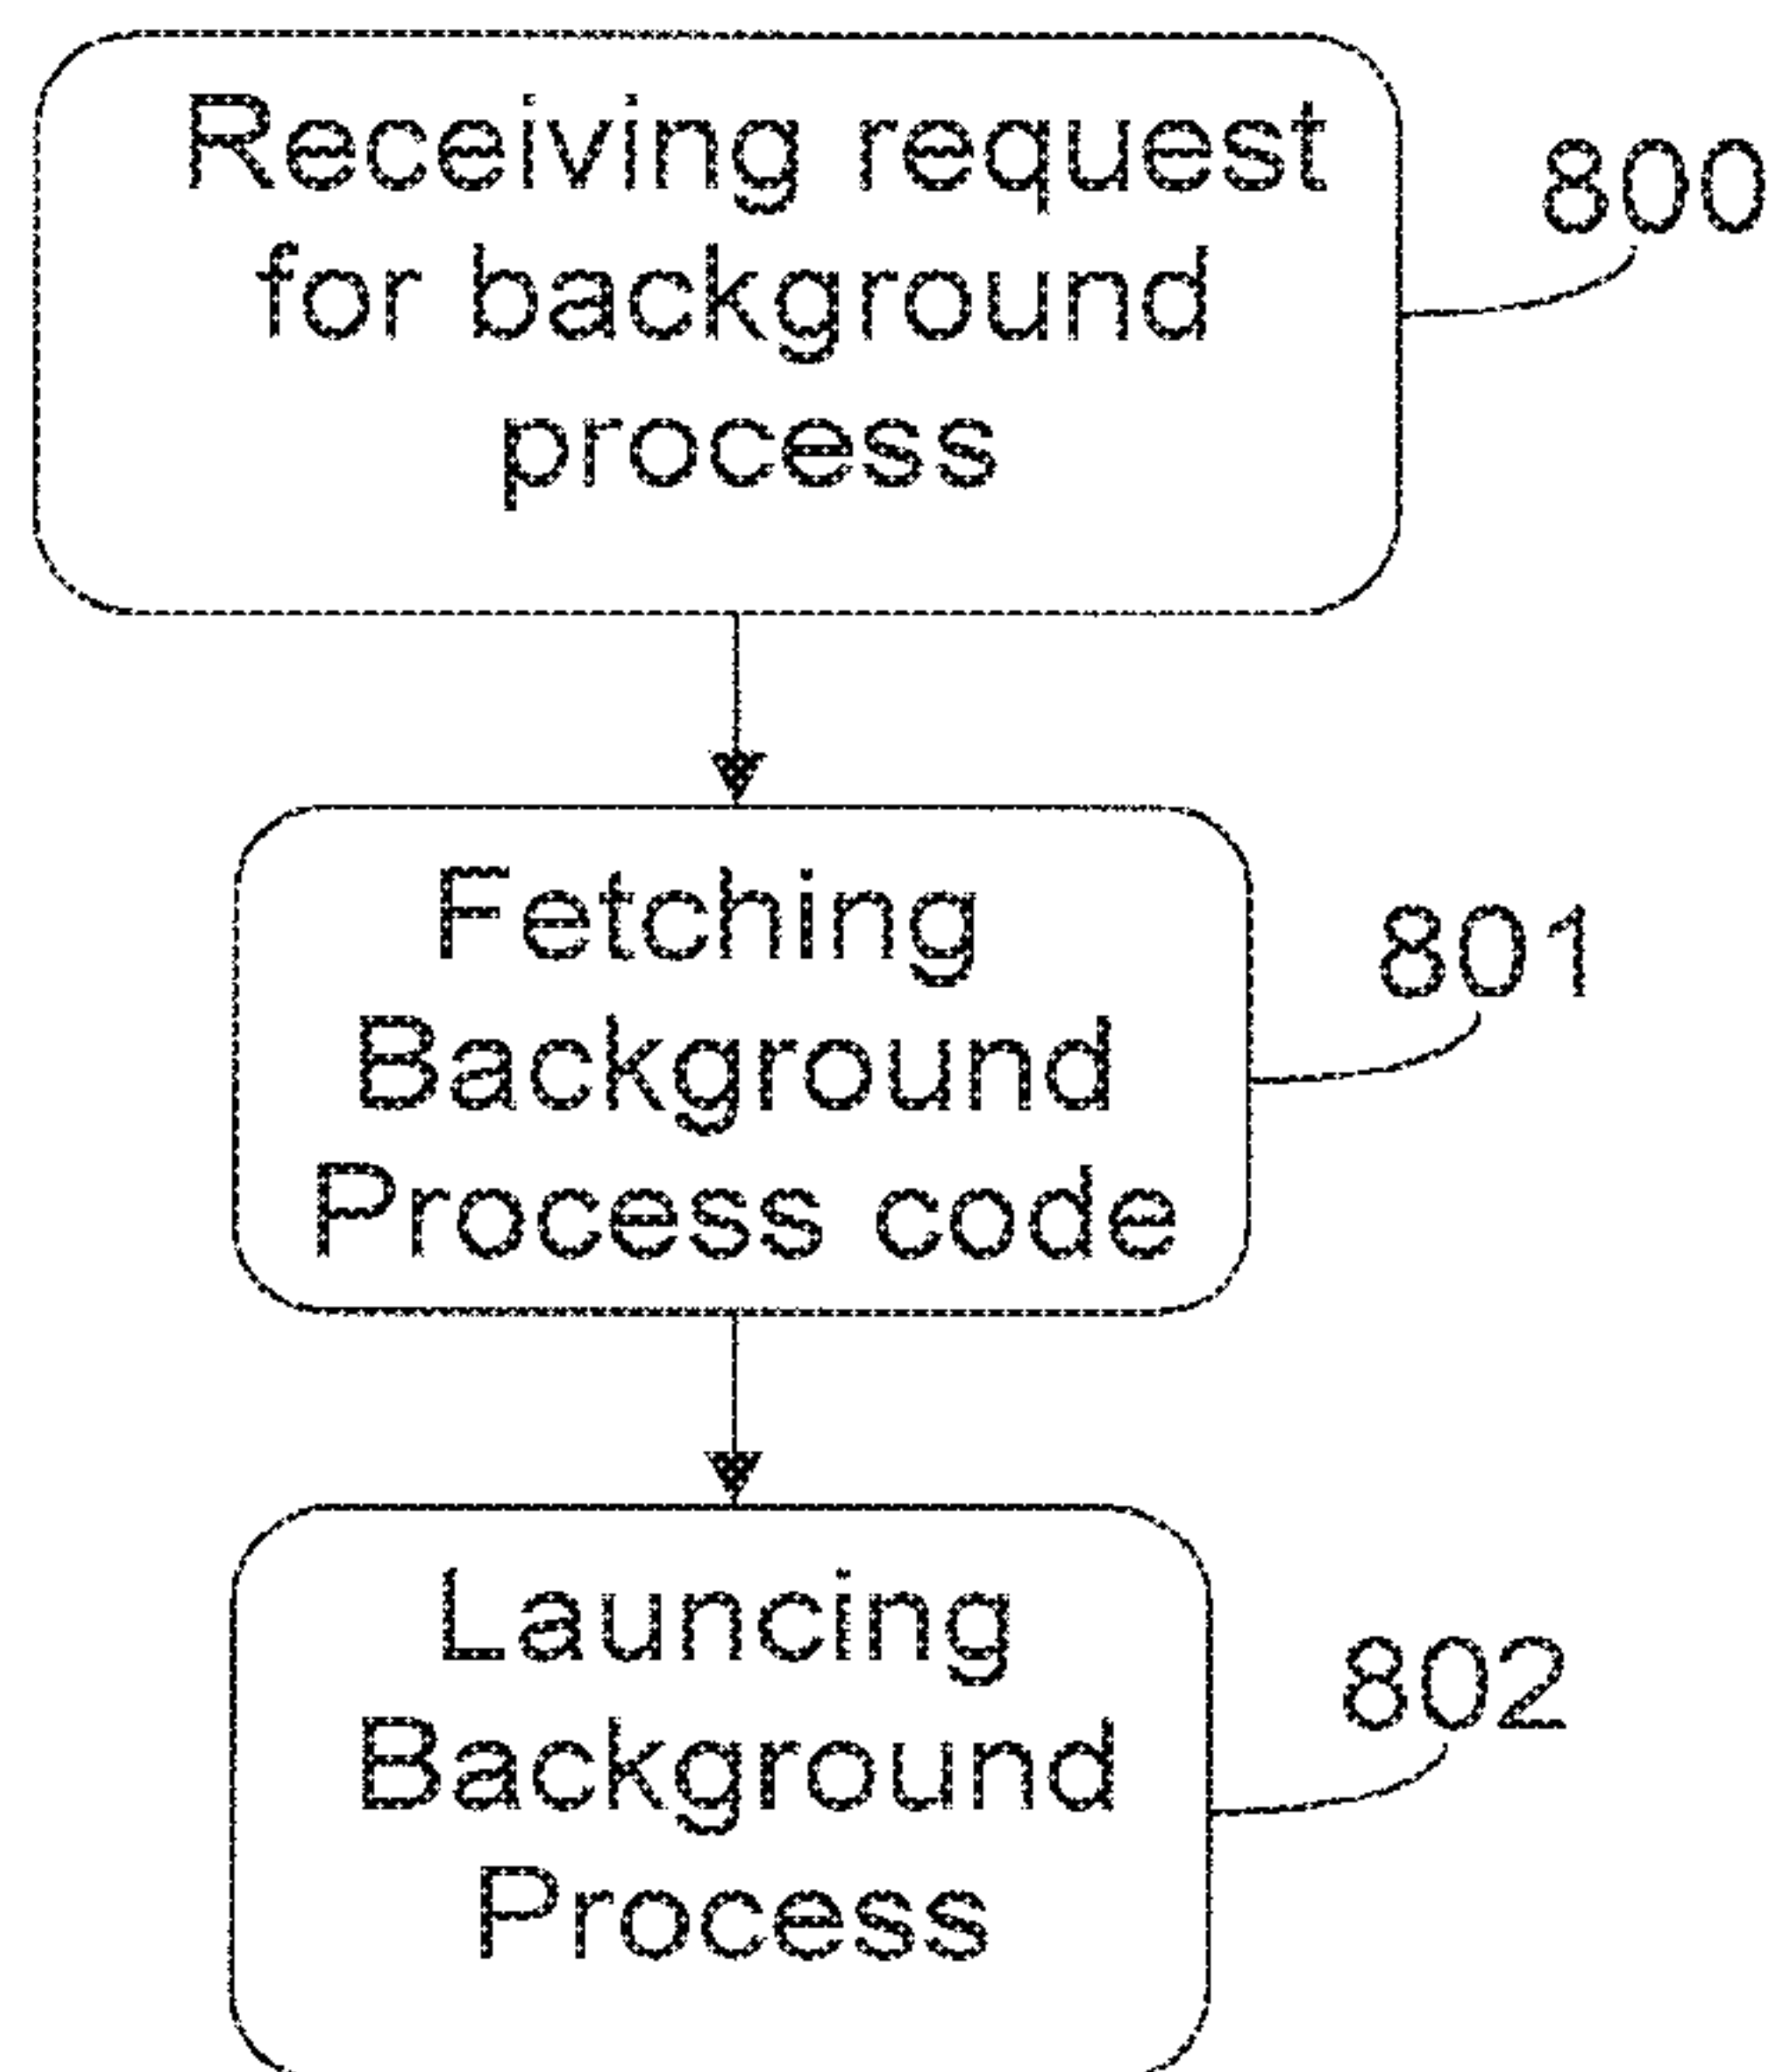 Receiving request
for background
process
800
Fetching
Background
Process code
801
Launcing
Background
Process
802